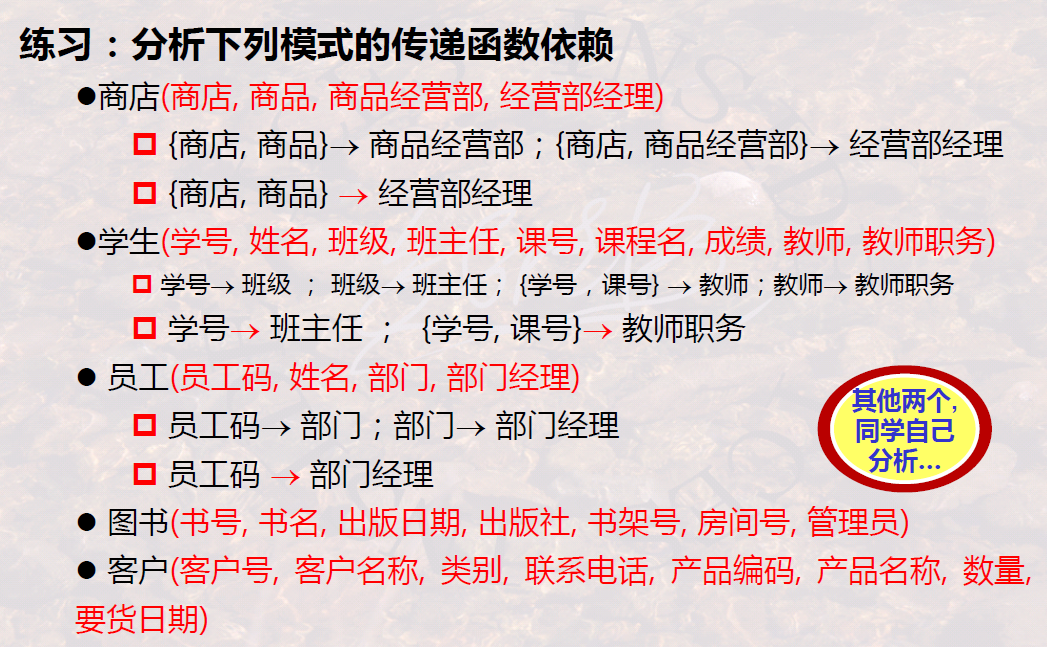 练习：分析下列模式的传递函数依赖
●商店(商店, 商品, 商品经营部, 经营部经理)
{商店, 商品}→ 商品经营部；{商店, 商品经营部}→ 经营部经理
{商店, 商品} → 经营部经理
●学生(学号, 姓名, 班级, 班主任, 课号, 课程名, 成绩, 教师, 教师职务)
学号→ 班级 ； 班级→ 班主任； {学号，课号} → 教师；教师→ 教师职务
学号→ 班主任 ； {学号, 课号}→ 教师职务
● 员工(员工码, 姓名, 部门, 部门经理)
员工码→ 部门；部门→ 部门经理
员工码 → 部门经理
其他两个,
同学自己
分析...
● 图书(书号, 书名, 出版日期, 出版社, 书架号, 房间号, 管理员)
● 客户(客户号, 客户名称, 类别, 联系电话, 产品编码, 产品名称, 数量,
要货日期)